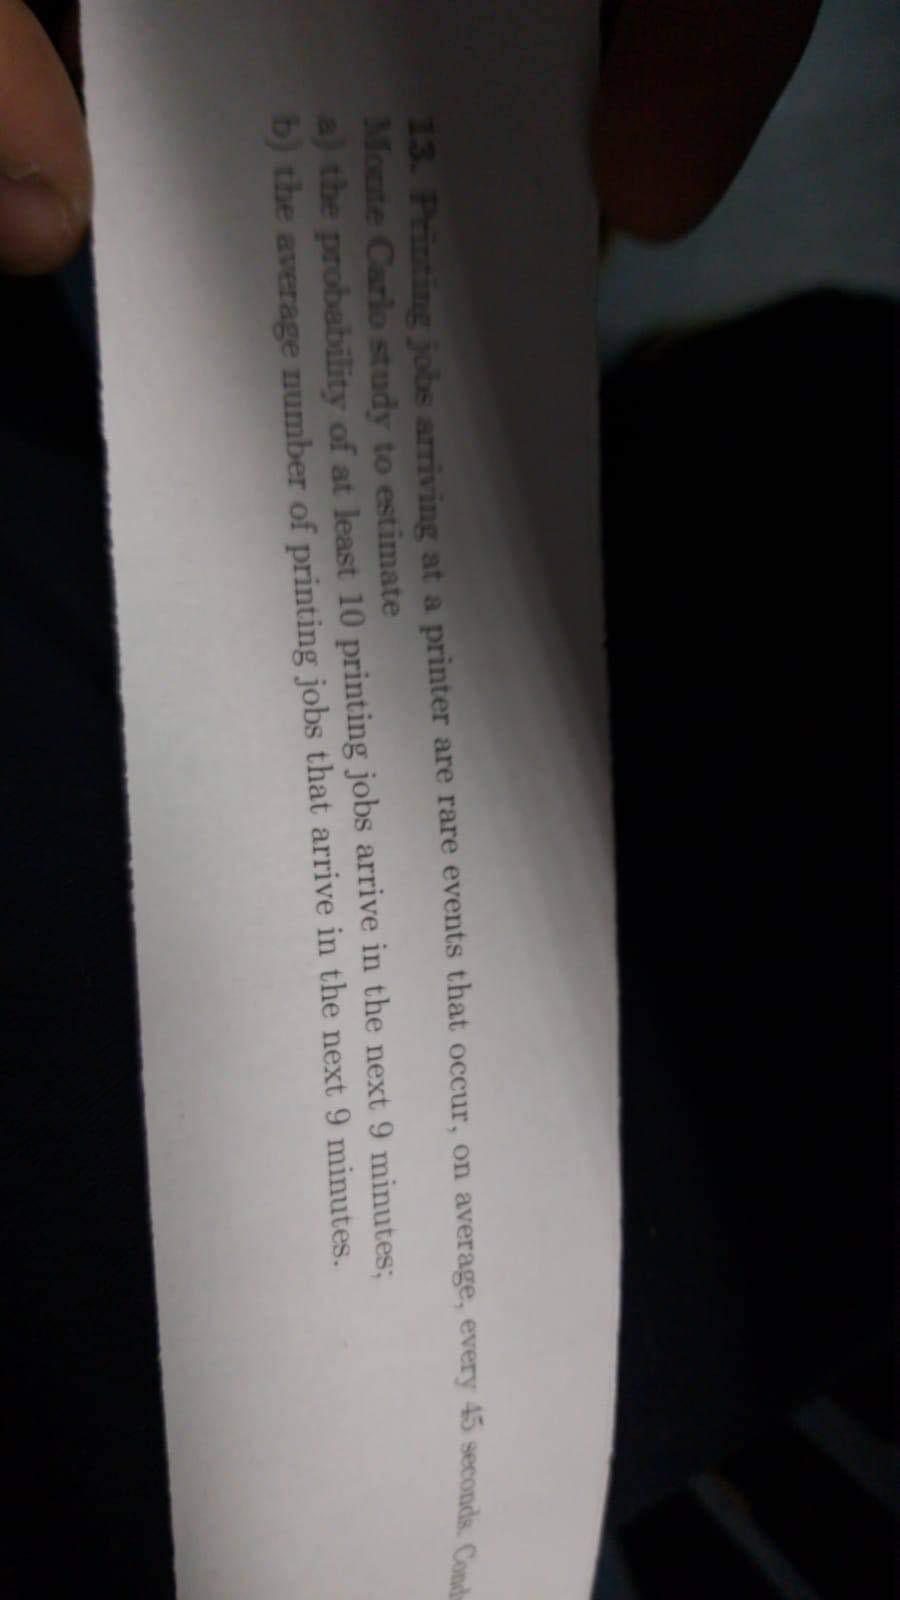 13. Printing jobs arriving at a printer are rare events that occur, on average, every 45 seconds.
Monte Carlo study to estimate
a) the probability of at least 10 printing jobs arrive in the next 9 minutes;
b) the average number of printing jobs that arrive in the next 9 minutes.